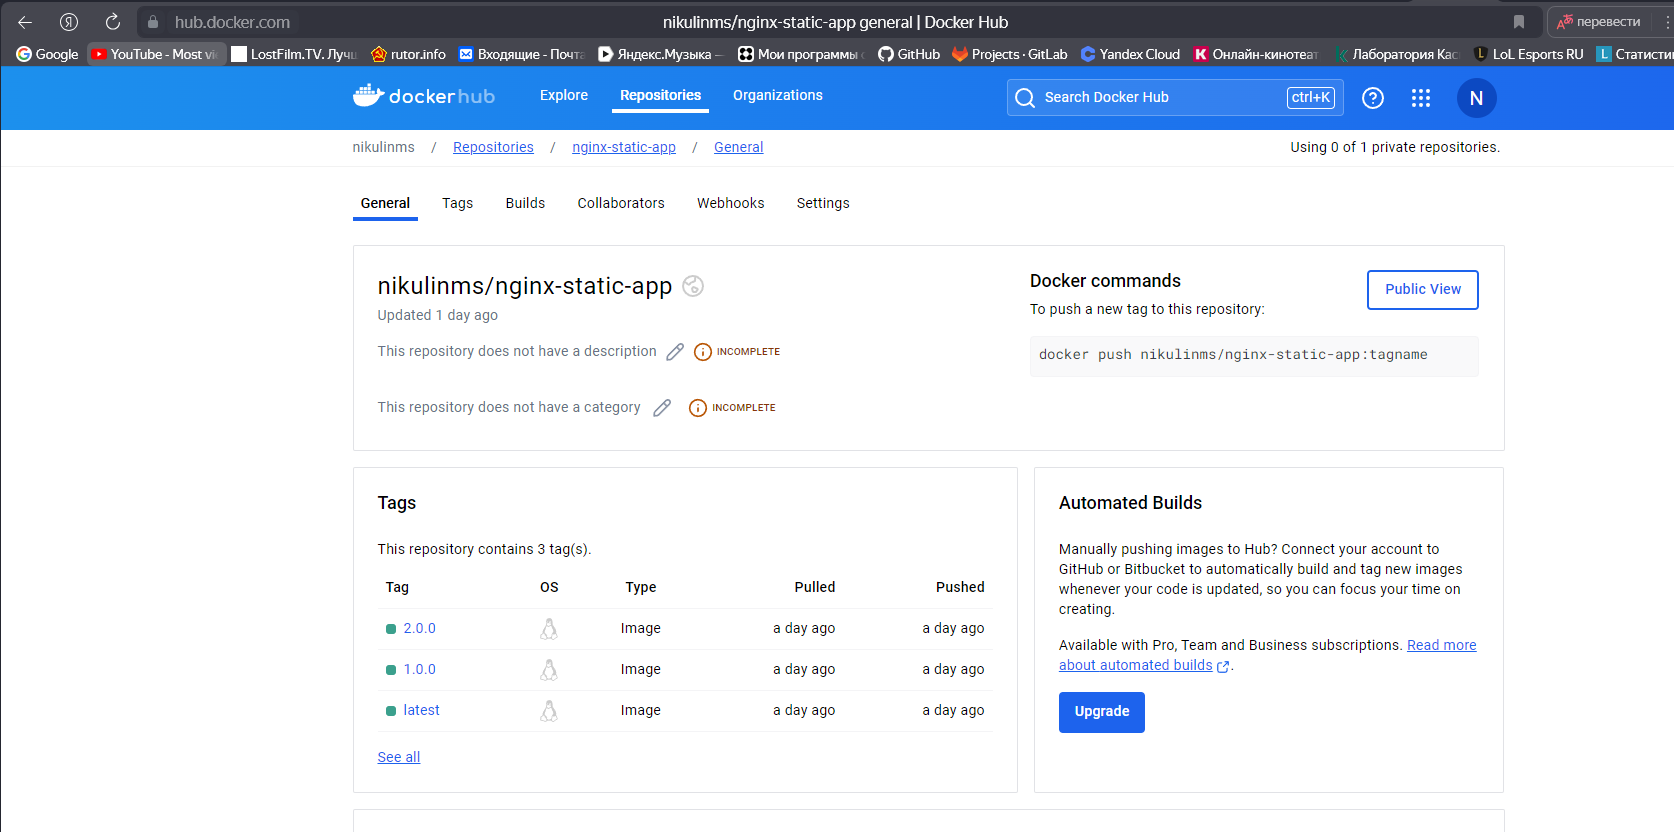 hub.docker.com
nikulinms/nginx-static-app general | Docker Hub
перевести
Google
YouTube - Most vi
LostFilm.TV. Лучш
rutor.info
Входящие - Почта
Яндекс.Музыка —
Мои программы
GitHub
Projects · GitLab
Yandex Cloud
Онлайн-кинотеат
Лаборатория Кас
LoL Esports RU
Статисти
dockerhub
Explore
Repositories
Organizations
Search Docker Hub
ctrl+K
N
nikulinms / Repositories / nginx-static-app / General
Using 0 of 1 private repositories.
General
Tags
Builds
Collaborators
Webhooks
Settings
nikulinms/nginx-static-app
Updated 1 day ago
This repository does not have a description
INCOMPLETE
This repository does not have a category
INCOMPLETE
Docker commands
To push a new tag to this repository:
Public View
docker push nikulinms/nginx-static-app:tagname
Tags
This repository contains 3 tag(s).
Tag OS Type Pulled Pushed
2.0.0 Image a day ago a day ago
1.0.0 Image a day ago a day ago
latest Image a day ago a day ago
See all
Automated Builds
Manually pushing images to Hub? Connect your account to
GitHub or Bitbucket to automatically build and tag new images
whenever your code is updated, so you can focus your time on
creating.
Available with Pro, Team and Business subscriptions. Read more
about automated builds.
Upgrade